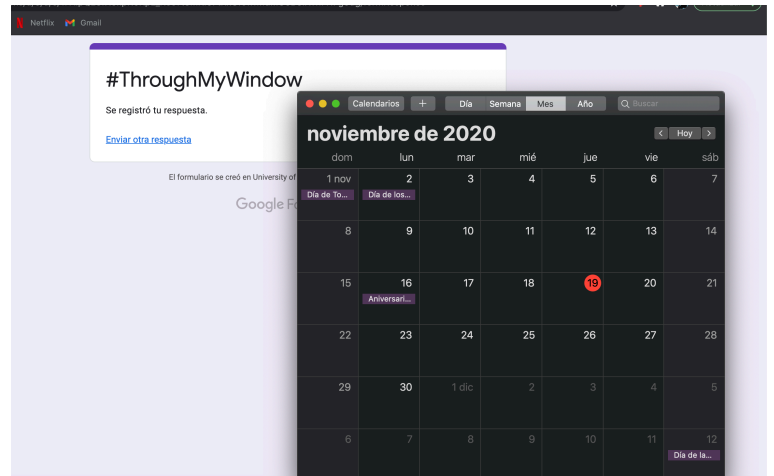 Netflix Gmail
#ThroughMyWindow
Se registró tu respuesta.
Enviar otra respuesta
El formulario se creó en University of
Google Fo
Calendarios + Día Semana Mes Año Buscar
noviembre de 2020
< Hoy >
dom lun mar mié jue vie sáb
1 nov 2 3 4 5 6 7
Día de To... Día de los...
8 9 10 11 12 13 14
15 16 17 18 19 20 21
Aniversari...
22 23 24 25 26 27 28
29 30 1 dic 2 3 4 5
6 7 8 9 10 11 12
Día de la...